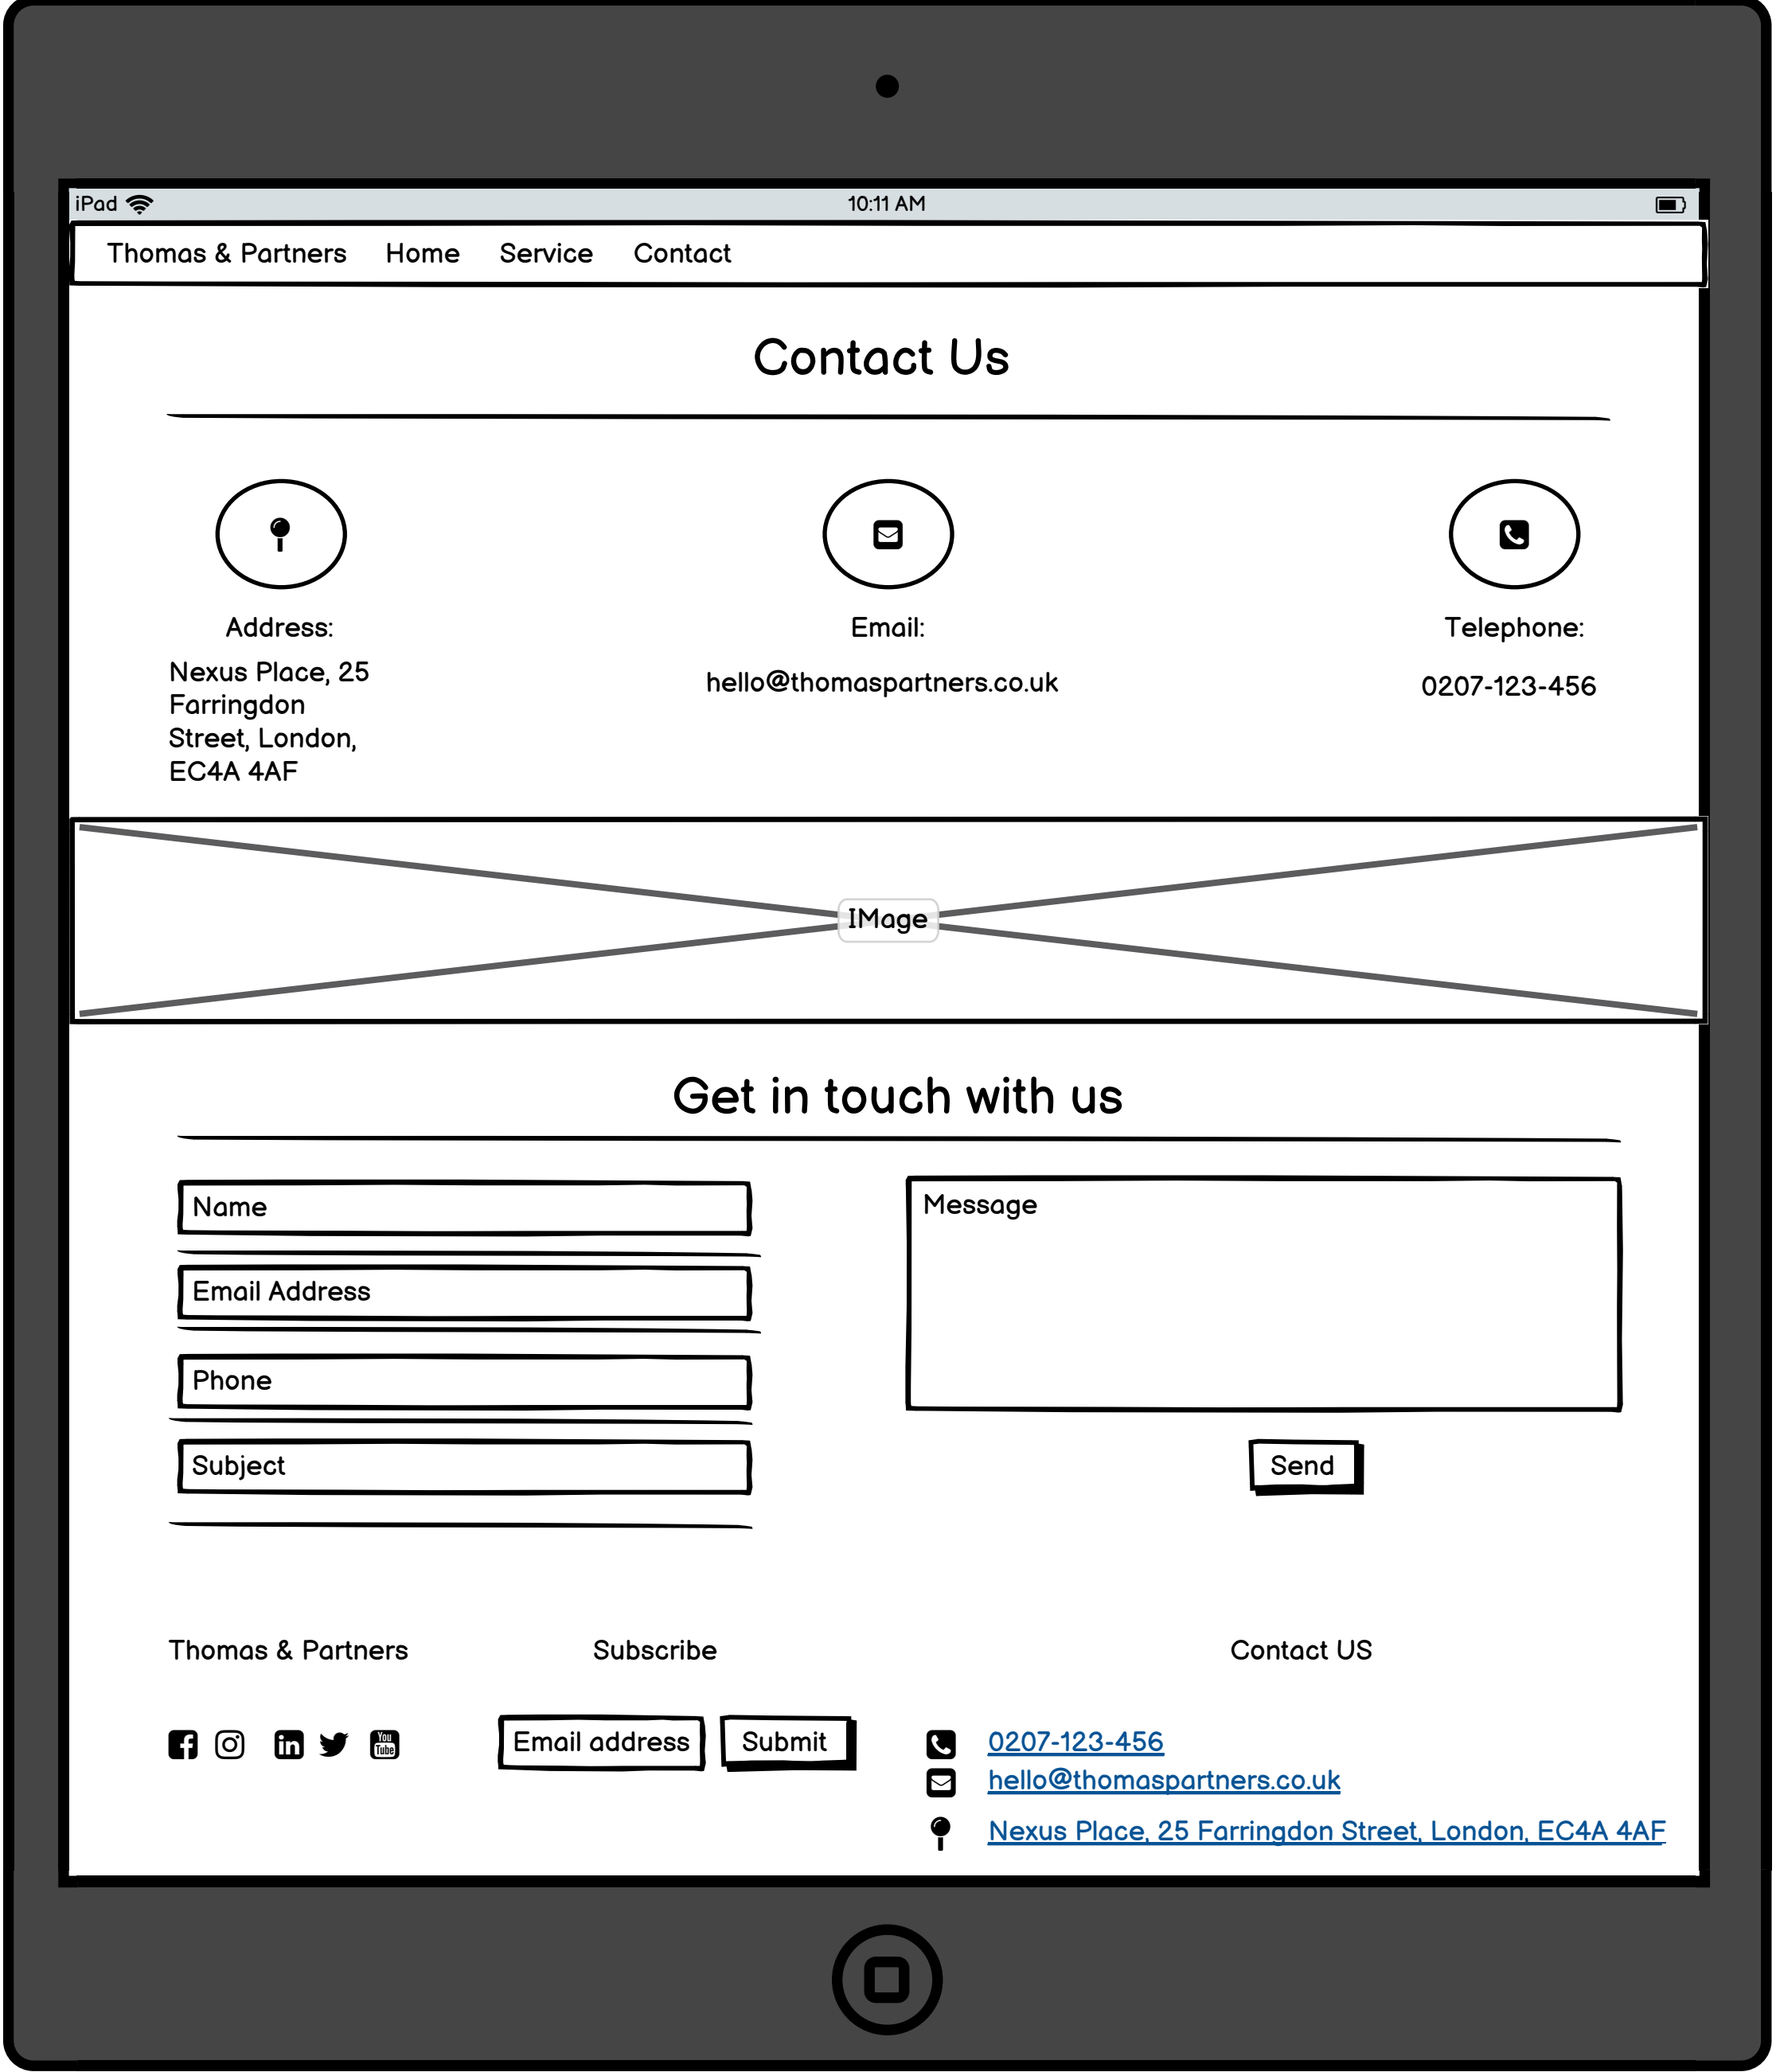 iPad 10:11 AM
Thomas & Partners Home Service Contact
Contact Us
Address:
Nexus Place, 25
Farringdon
Street, London,
EC4A 4AF
Email:
hello@thomaspartners.co.uk
Telephone:
0207-123-456
IMage
Get in touch with us
Name
Email Address
Phone
Subject
Message
Send
Thomas & Partners
Subscribe
Email address Submit
Contact US
0207-123-456
hello@thomaspartners.co.uk
Nexus Place, 25 Farringdon Street, London, EC4A 4AF
in
You
Tube